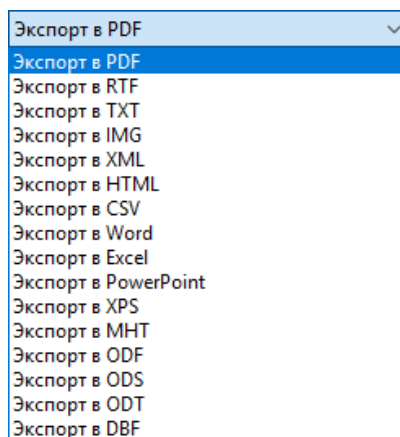 Экспорт в PDF
Экспорт в PDF
Экспорт в RTF
Экспорт в TXT
Экспорт в IMG
Экспорт в XML
Экспорт в HTML
Экспорт в CSV
Экспорт в Word
Экспорт в Excel
Экспорт в PowerPoint
Экспорт в XPS
Экспорт в MHT
Экспорт в ODF
Экспорт в ODS
Экспорт в ODT
Экспорт в DBF